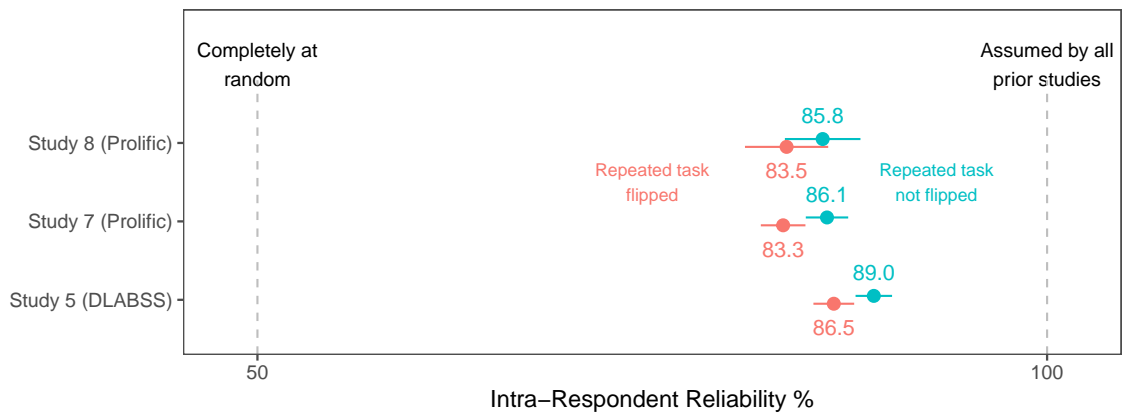 Completely at
random
Assumed by all
prior studies
Study 8 (Prolific)
85.8
83.5
Repeated task
flipped
Repeated task
not flipped
Study 7 (Prolific)
86.1
83.3
Study 5 (DLABSS)
89.0
86.5
50
100
Intra−Respondent Reliability %